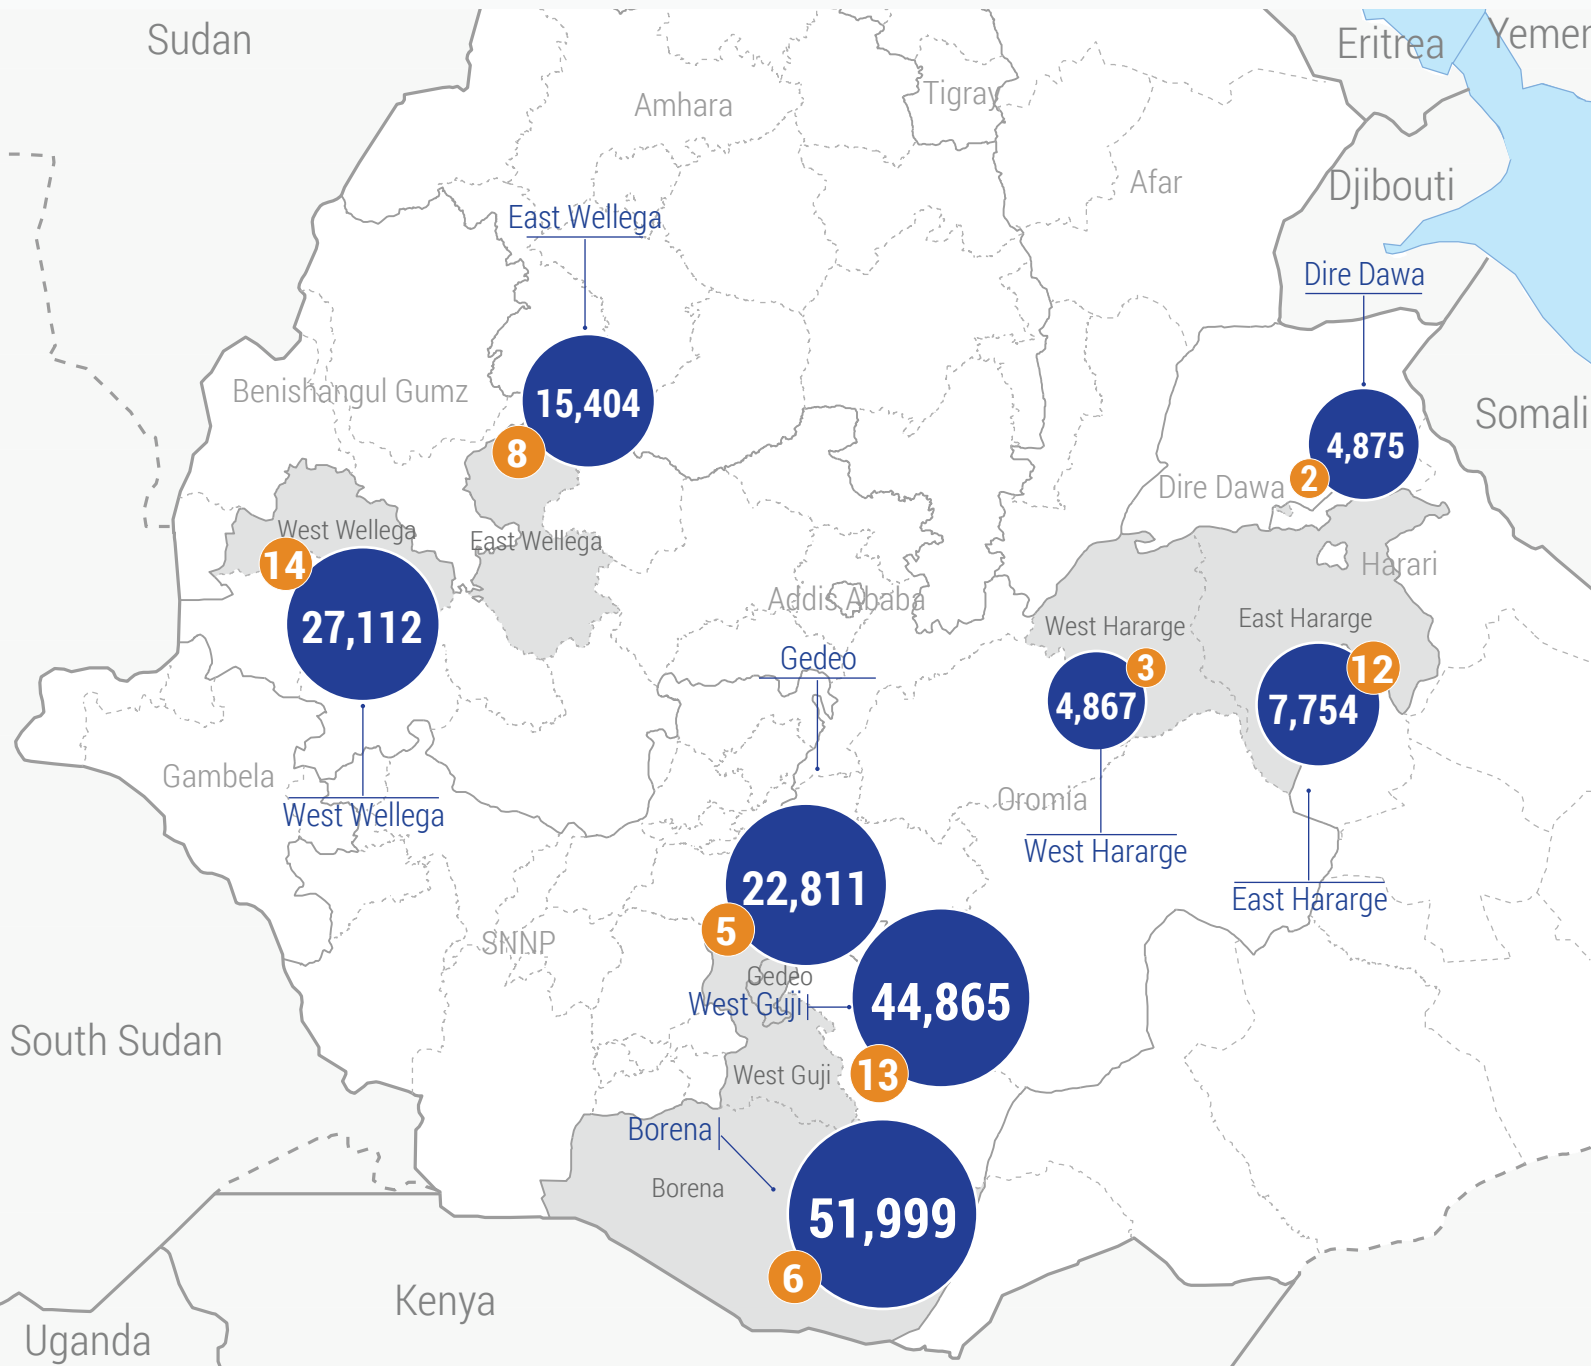 Sudan
Eritrea
Yemen
Amhara
Tigray
Afar
Djibouti
East Wellega
Dire Dawa
Benishangul Gumz
15,404
8
Somali
4,875
2
Dire Dawa
West Wellega
East Wellega
14
27,112
Harari
Addis Ababa
West Hararge
East Hararge
Gedeo
3
4,867
12
7,754
Gambela
West Wellega
Oromia
West Hararge
East Hararge
22,811
5
SNNP
Gedeo
West Guji
44,865
South Sudan
West Guji
13
Borena
Borena
51,999
6
Kenya
Uganda